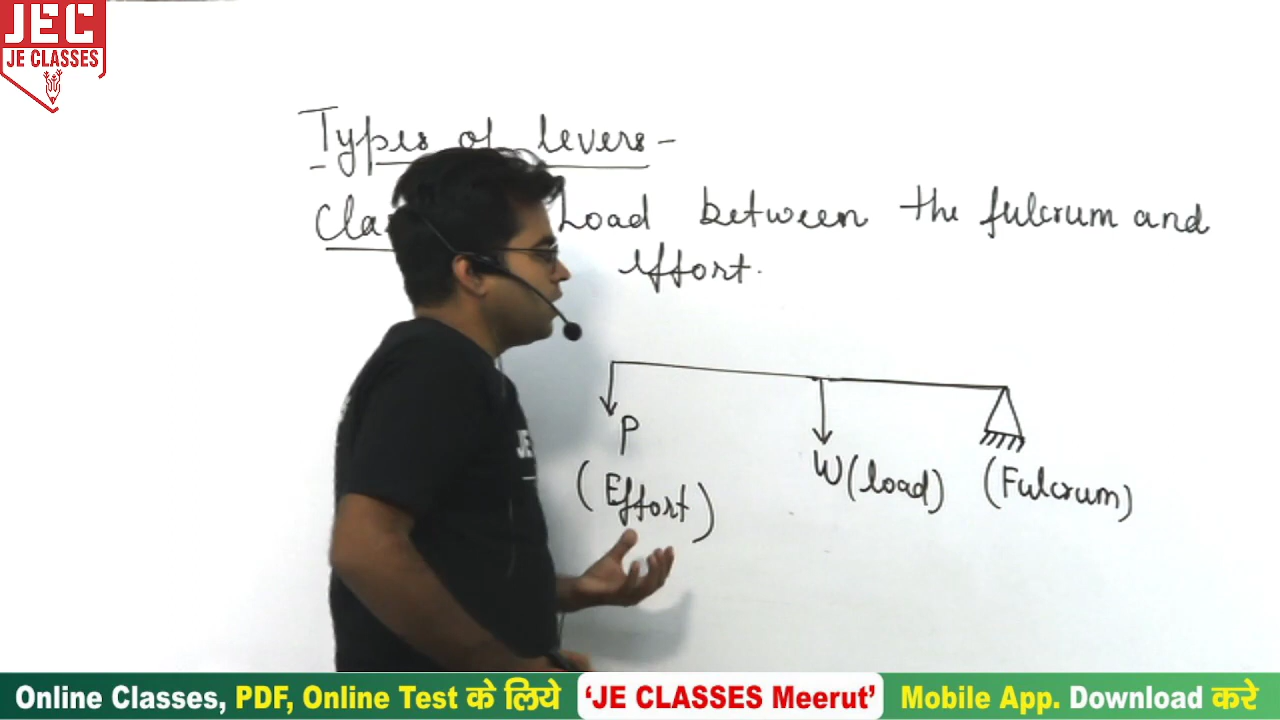 JEC
JE CLASSES
Types of levers-
Load between the fulcrum and
effort.
P
(Effort)
W(load)
(Fulcrum)
JE
Online Classes, PDF, Online Test के लिये 'JE CLASSES Meerut' Mobile App. Download करे